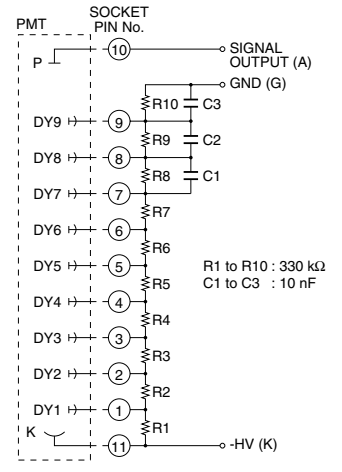 PMT
SOCKET
PIN No.
P
10
SIGNAL
OUTPUT (A)
GND (G)
R10
C3
DY9
9
R9
C2
DY8
8
R8
C1
DY7
7
R7
DY6
6
R6
DY5
5
R5
R1 to R10 : 330 kΩ
C1 to C3 : 10 nF
DY4
4
R4
DY3
3
R3
DY2
2
R2
DY1
1
R1
K
11
-HV (K)